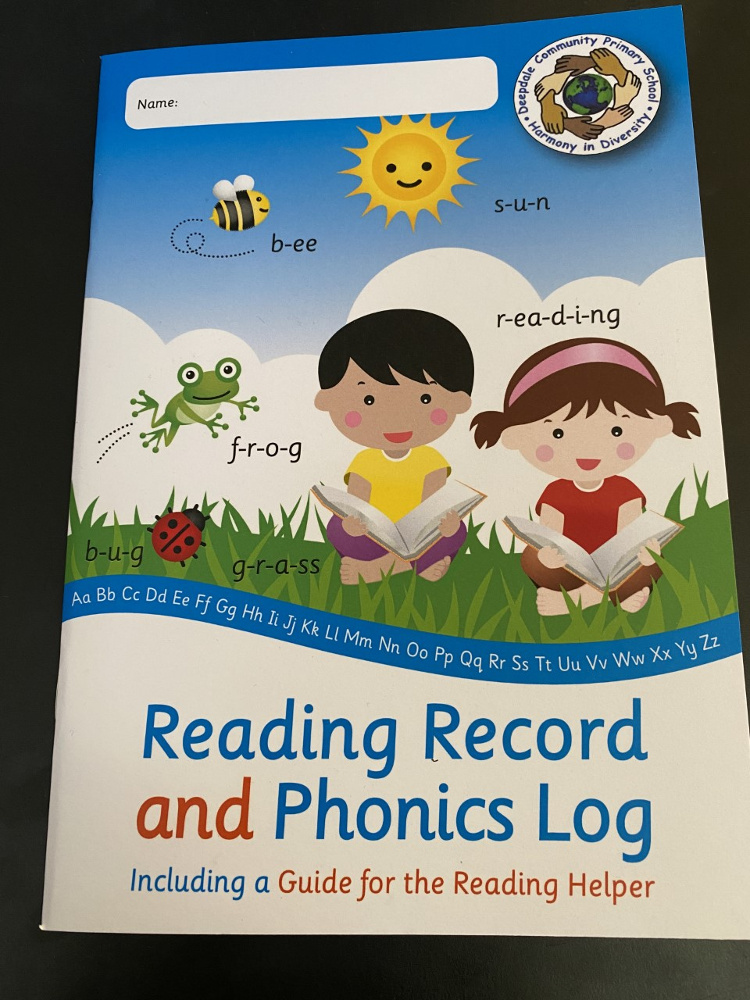 Name:
Deepdale Community Primary School
• Harmony in Diversity •
s-u-n
b-ee
r-ea-d-i-ng
f-r-o-g
b-u-g
g-r-a-ss
Aa Bb Cc Dd Ee Ff Gg Hh Ii Jj Kk Ll Mm Nn Oo Pp Qq Rr Ss Tt Uu Vv Ww Xx Yy Zz
Reading Record
and Phonics Log
Including a Guide for the Reading Helper